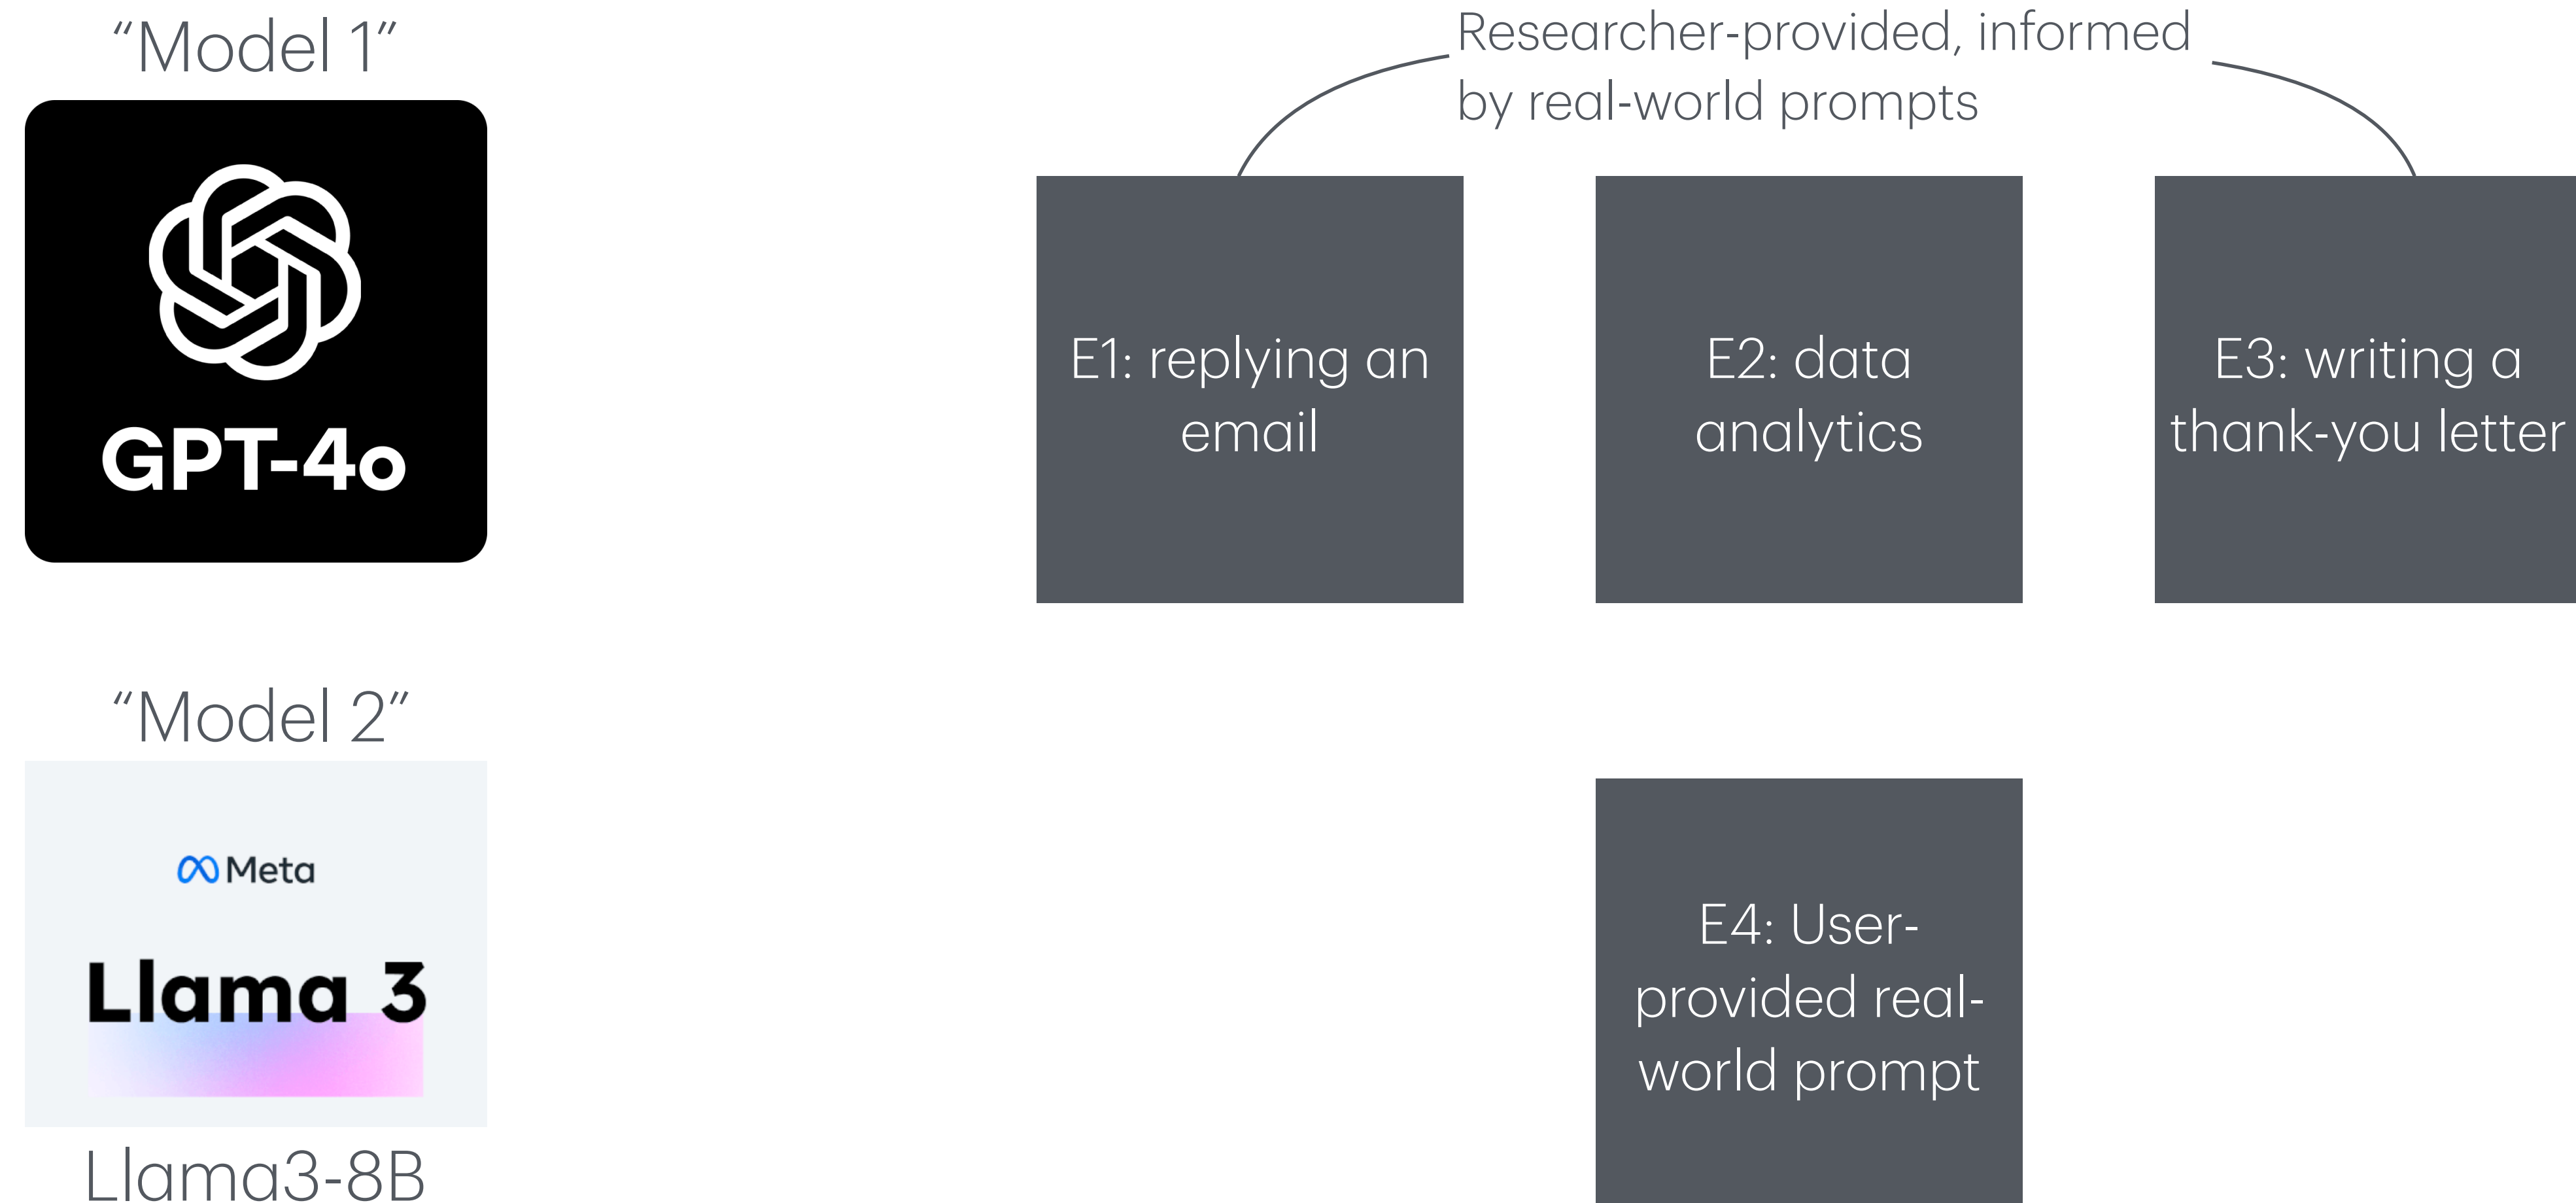 “Model 1”
GPT-4o
“Model 2”
Meta
Llama 3
Llama3-8B
Researcher-provided, informed
by real-world prompts
E1: replying an
email
E2: data
analytics
E3: writing a
thank-you letter
E4: User-
provided real-
world prompt